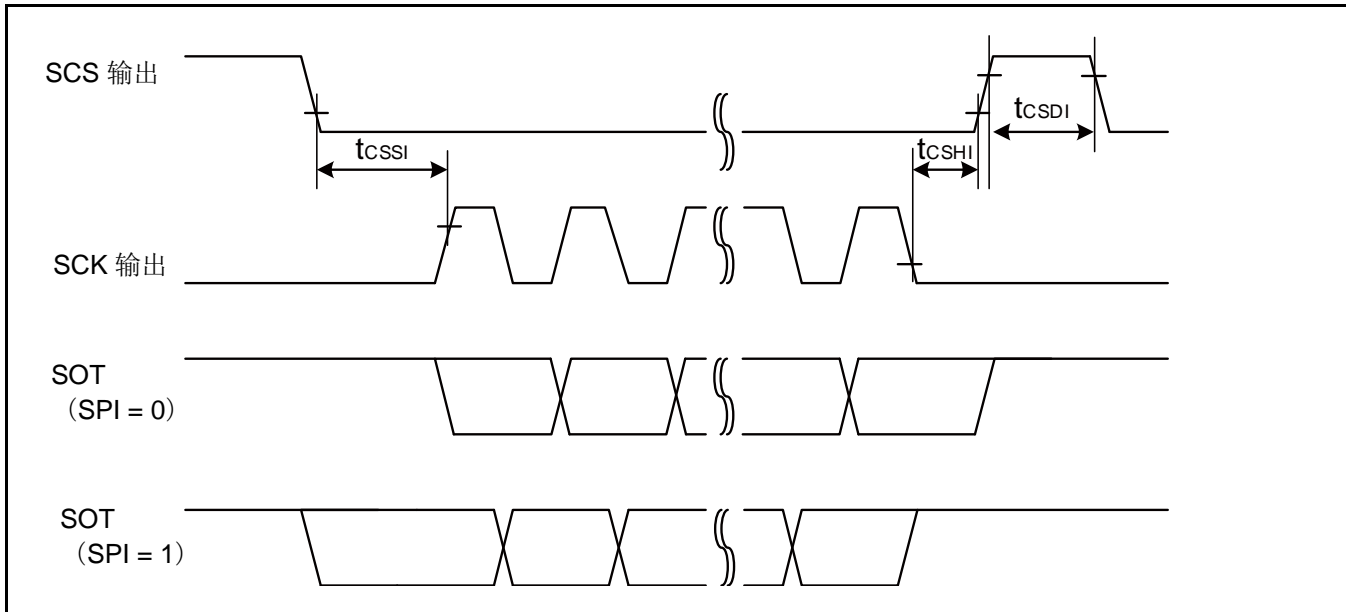 SCS 输出
tCSDI
tCSSI
tCSHI
SCK 输出
SOT
（SPI = 0）
SOT
（SPI = 1）